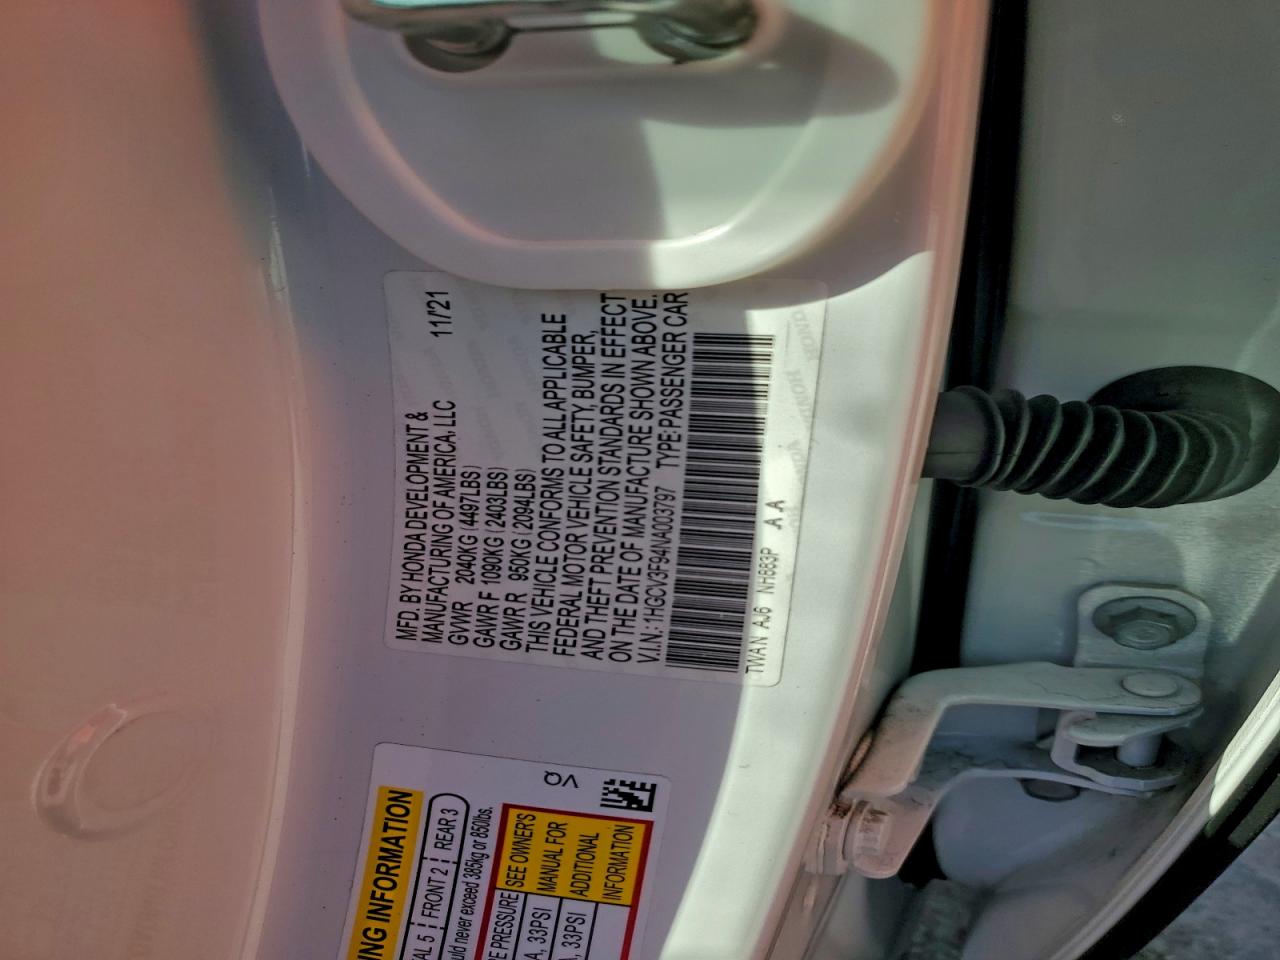 MFD. BY HONDA DEVELOPMENT &
MANUFACTURING OF AMERICA, LLC 11/'21
GVWR 2040KG (4497LBS)
GAWR F 1090KG (2403LBS)
GAWR R 950KG (2094LBS)
THIS VEHICLE CONFORMS TO ALL APPLICABLE
FEDERAL MOTOR VEHICLE SAFETY, BUMPER,
AND THEFT PREVENTION STANDARDS IN EFFECT
ON THE DATE OF MANUFACTURE SHOWN ABOVE.
V.I.N.: 1HGCV3F94NA003797 TYPE: PASSENGER CAR
TWAN AJ6 NH883P A A
ING INFORMATION
AL 5 FRONT 2 REAR 3
uld never exceed 385kg or 850lbs.
E PRESSURE SEE OWNER'S
A, 33PSI MANUAL FOR
A, 33PSI ADDITIONAL
INFORMATION
VQ